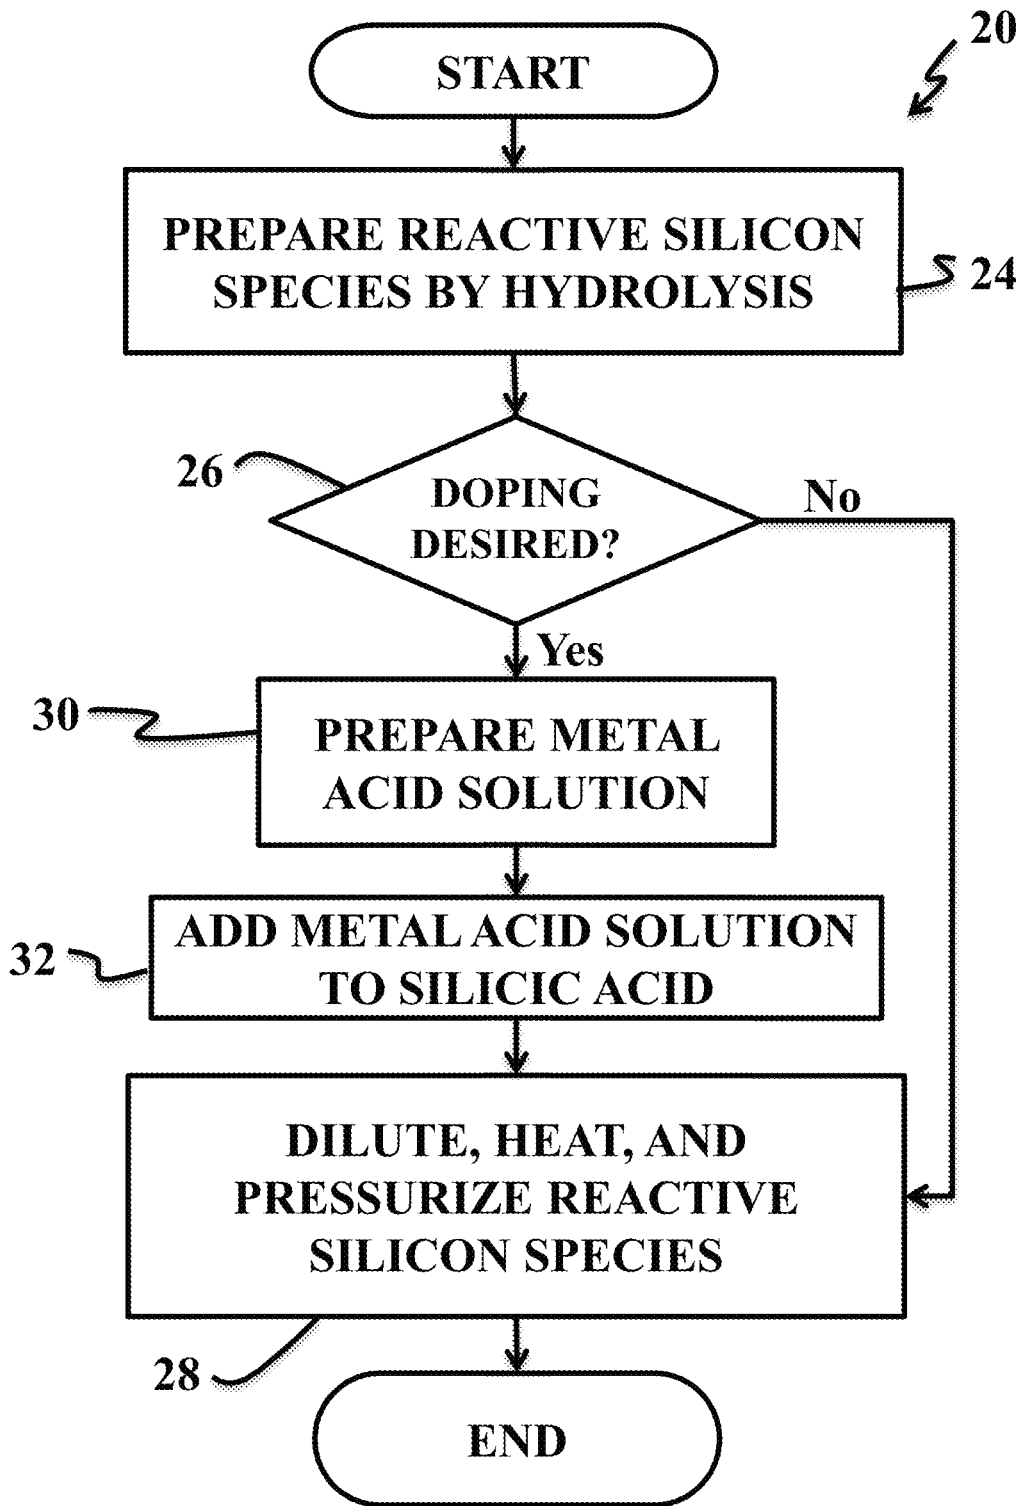 START
20
PREPARE REACTIVE SILICON
SPECIES BY HYDROLYSIS
24
26
DOPING
DESIRED?
No
Yes
30
PREPARE METAL
ACID SOLUTION
32
ADD METAL ACID SOLUTION
TO SILICIC ACID
DILUTE, HEAT, AND
PRESSURIZE REACTIVE
SILICON SPECIES
28
END